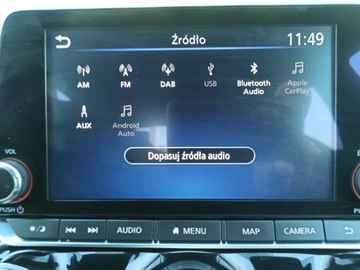 Źródło
11:49
AM FM DAB USB Bluetooth Audio Apple CarPlay
AUX Android Auto
Dopasuj źródła audio
VOL
PUSH
AUDIO MENU MAP CAMERA